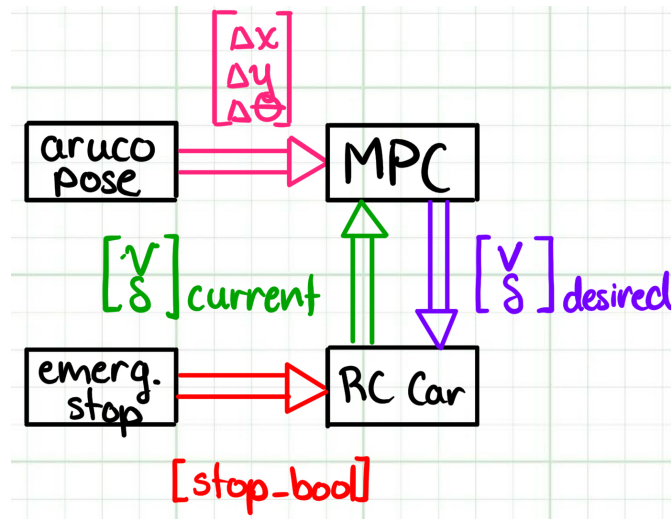 Δx
Δy
Δθ
aruco
pose
MPC
[V
δ] current
[V
δ] desired
emerg.
stop
RC Car
[stop_bool]